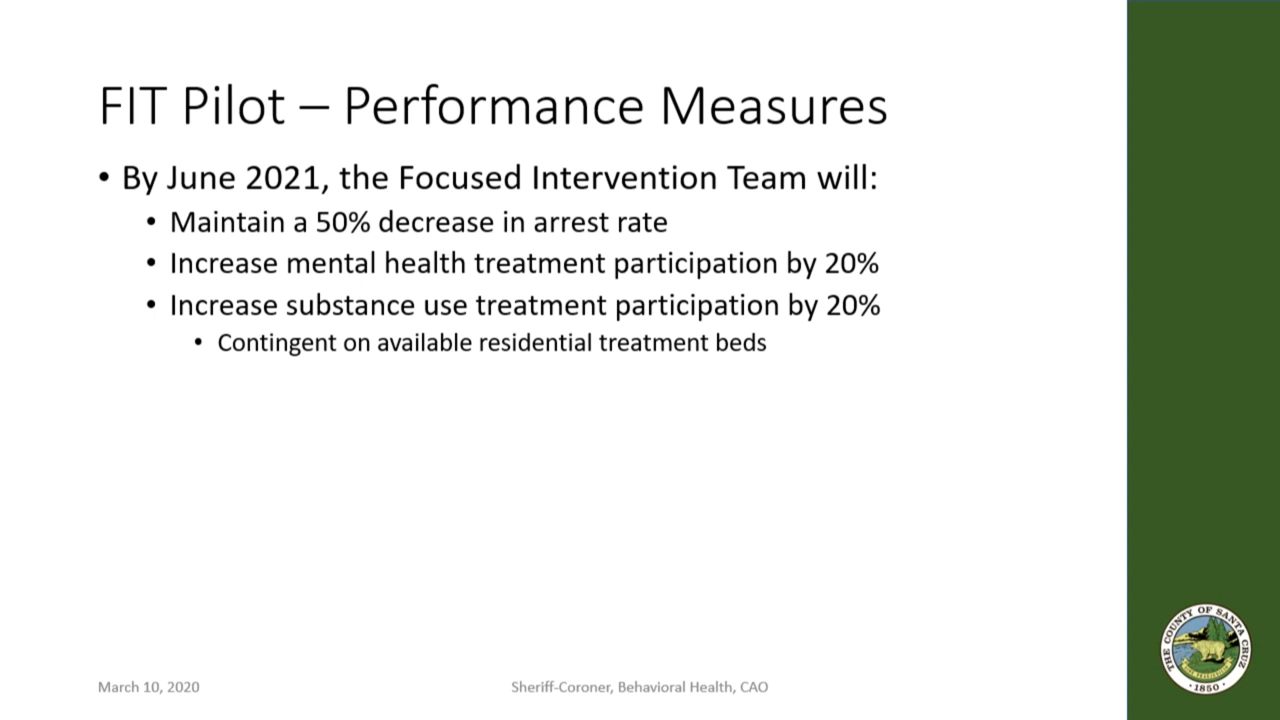 FIT Pilot – Performance Measures
• By June 2021, the Focused Intervention Team will:
• Maintain a 50% decrease in arrest rate
• Increase mental health treatment participation by 20%
• Increase substance use treatment participation by 20%
• Contingent on available residential treatment beds
THE COUNTY OF SANTA CRUZ
· 1850 ·
March 10, 2020
Sheriff-Coroner, Behavioral Health, CAO